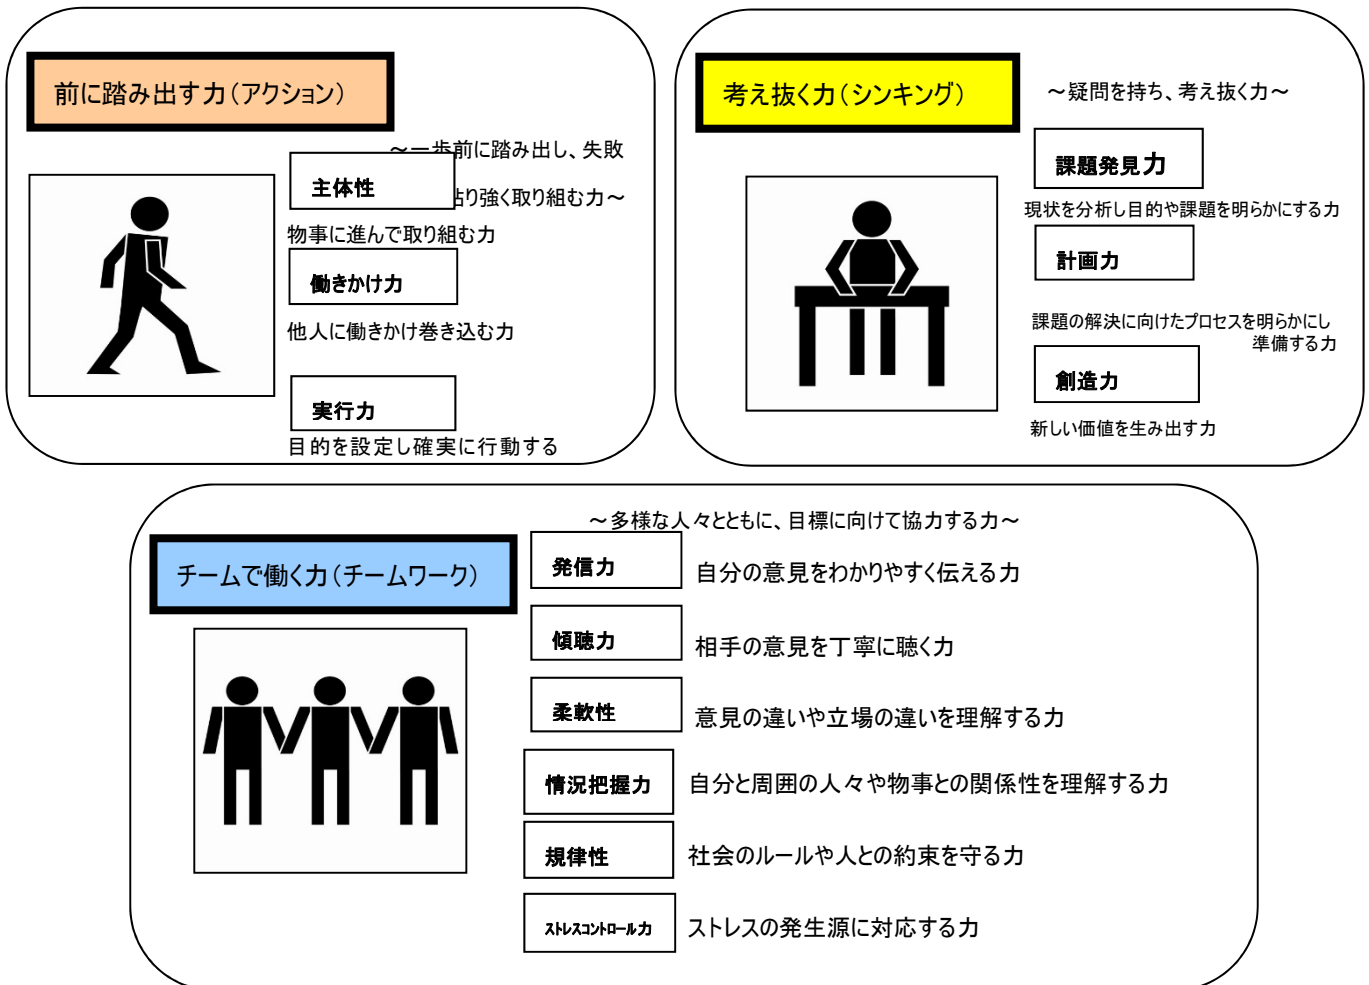 前に踏み出す力（アクション）
～一歩前に踏み出し、失敗
主体性
り強く取り組む力～
物事に進んで取り組む力
働きかけ力
他人に働きかけ巻き込む力
実行力
目的を設定し確実に行動する
考え抜く力（シンキング）
～疑問を持ち、考え抜く力～
課題発見力
現状を分析し目的や課題を明らかにする力
計画力
課題の解決に向けたプロセスを明らかにし
準備する力
創造力
新しい価値を生み出す力
～多様な人々とともに、目標に向けて協力する力～
チームで働く力（チームワーク）
発信力
自分の意見をわかりやすく伝える力
傾聴力
相手の意見を丁寧に聴く力
柔軟性
意見の違いや立場の違いを理解する力
情況把握力
自分と周囲の人々や物事との関係性を理解する力
規律性
社会のルールや人との約束を守る力
ストレスコントロール力
ストレスの発生源に対応する力